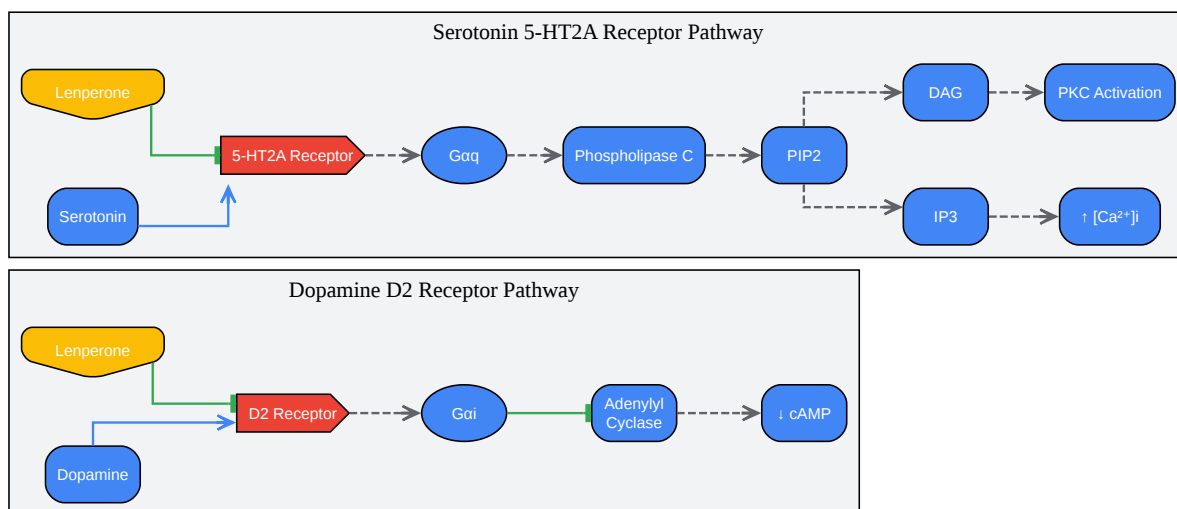 Serotonin 5-HT2A Receptor Pathway
Lenperone
5-HT2A Receptor
Serotonin
Gαq
Phospholipase C
PIP2
DAG
PKC Activation
IP3
↑ [Ca²⁺]i
Dopamine D2 Receptor Pathway
Lenperone
D2 Receptor
Dopamine
Gαi
Adenylyl
Cyclase
↓ cAMP